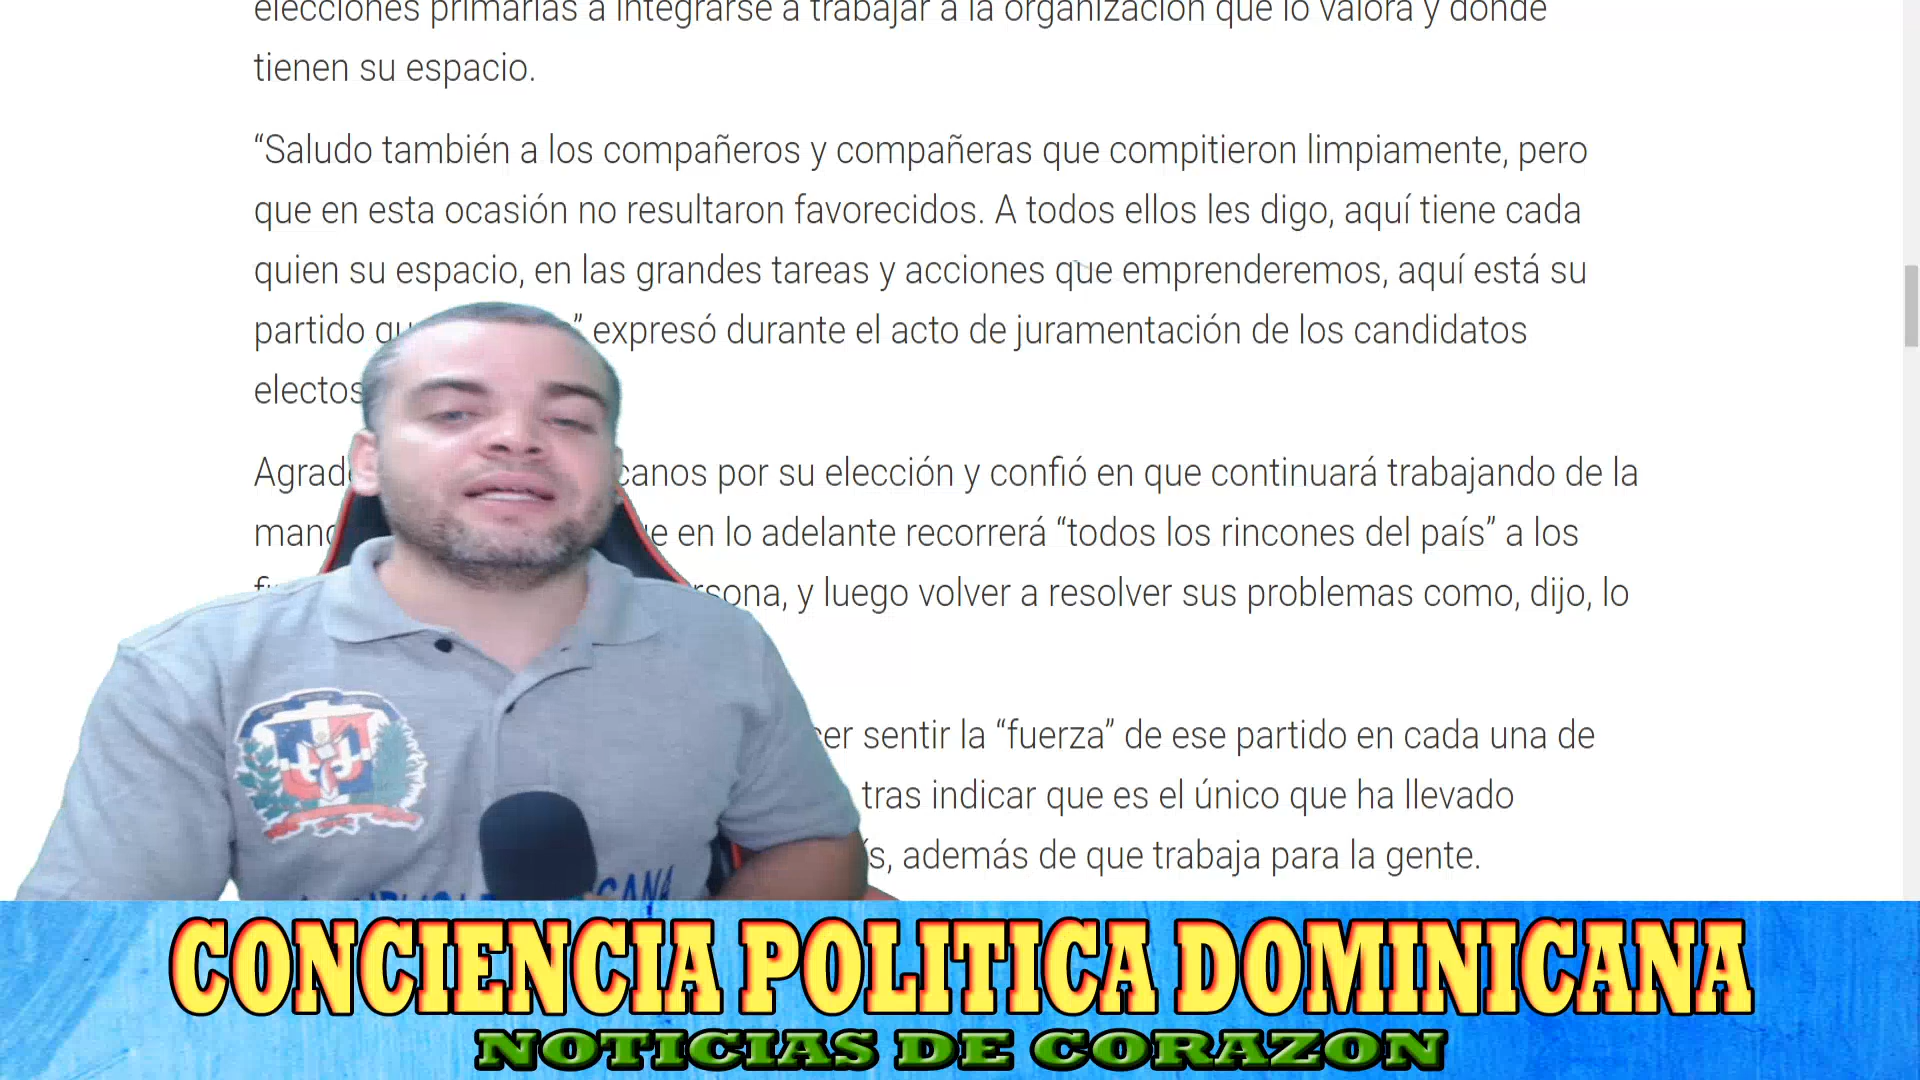 elecciones primarias a integrarse a trabajar a la organización que lo valora y donde
tienen su espacio.
“Saludo también a los compañeros y compañeras que compitieron limpiamente, pero
que en esta ocasión no resultaron favorecidos. A todos ellos les digo, aquí tiene cada
quien su espacio, en las grandes tareas y acciones que emprenderemos, aquí está su
partido qu ” expresó durante el acto de juramentación de los candidatos
electos
Agrad canos por su elección y confió en que continuará trabajando de la
mano e en lo adelante recorrerá “todos los rincones del país” a los
rsona, y luego volver a resolver sus problemas como, dijo, lo
cer sentir la “fuerza” de ese partido en cada una de
tras indicar que es el único que ha llevado
s, además de que trabaja para la gente.
CONCIENCIA POLITICA DOMINICANA
NOTICIAS DE CORAZON